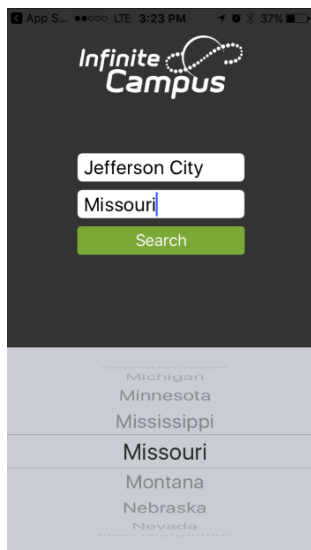 App S... LTE 3:23 PM 37%
Infinite
Campus
Jefferson City
Missouri
Search
Michigan
Minnesota
Mississippi
Missouri
Montana
Nebraska
Nevada